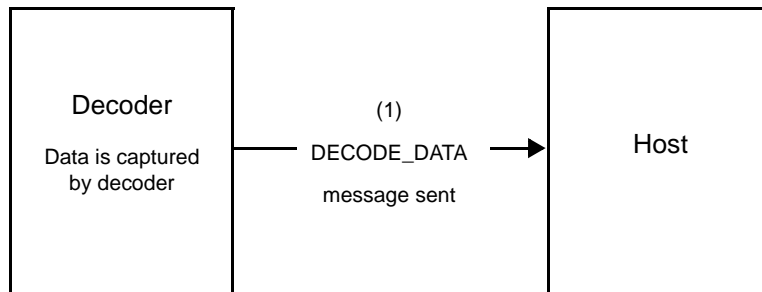 Decoder
Data is captured
by decoder
(1)
DECODE_DATA
message sent
Host